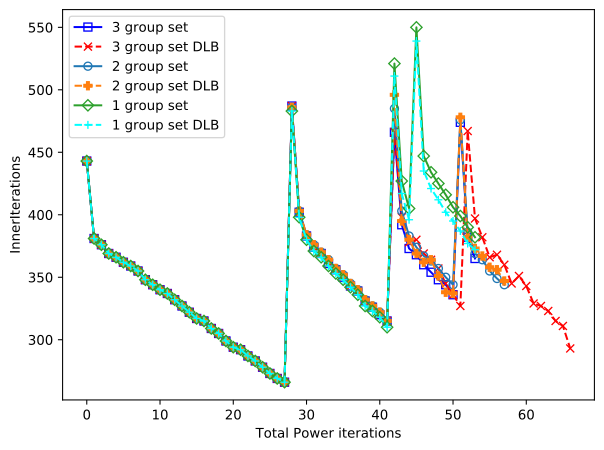 550
500
450
400
350
300
InnerIterations
3 group set
3 group set DLB
2 group set
2 group set DLB
1 group set
1 group set DLB
0 10 20 30 40 50 60
Total Power iterations